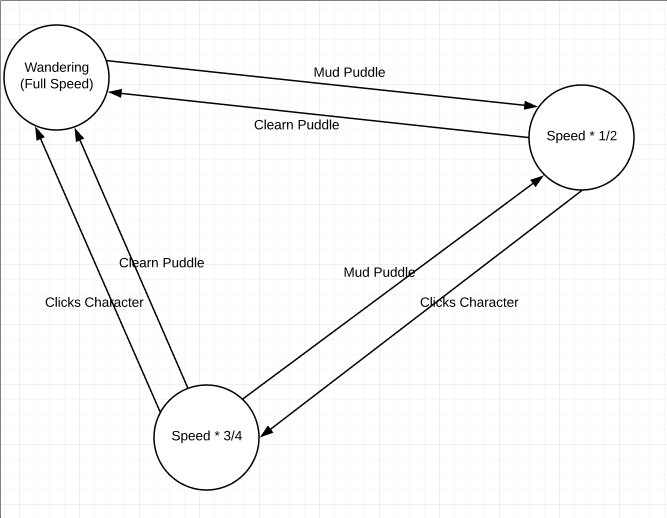 Wandering
(Full Speed)
Mud Puddle
Clearn Puddle
Speed * 1/2
Clearn Puddle
Mud Puddle
Clicks Character
Clicks Character
Speed * 3/4